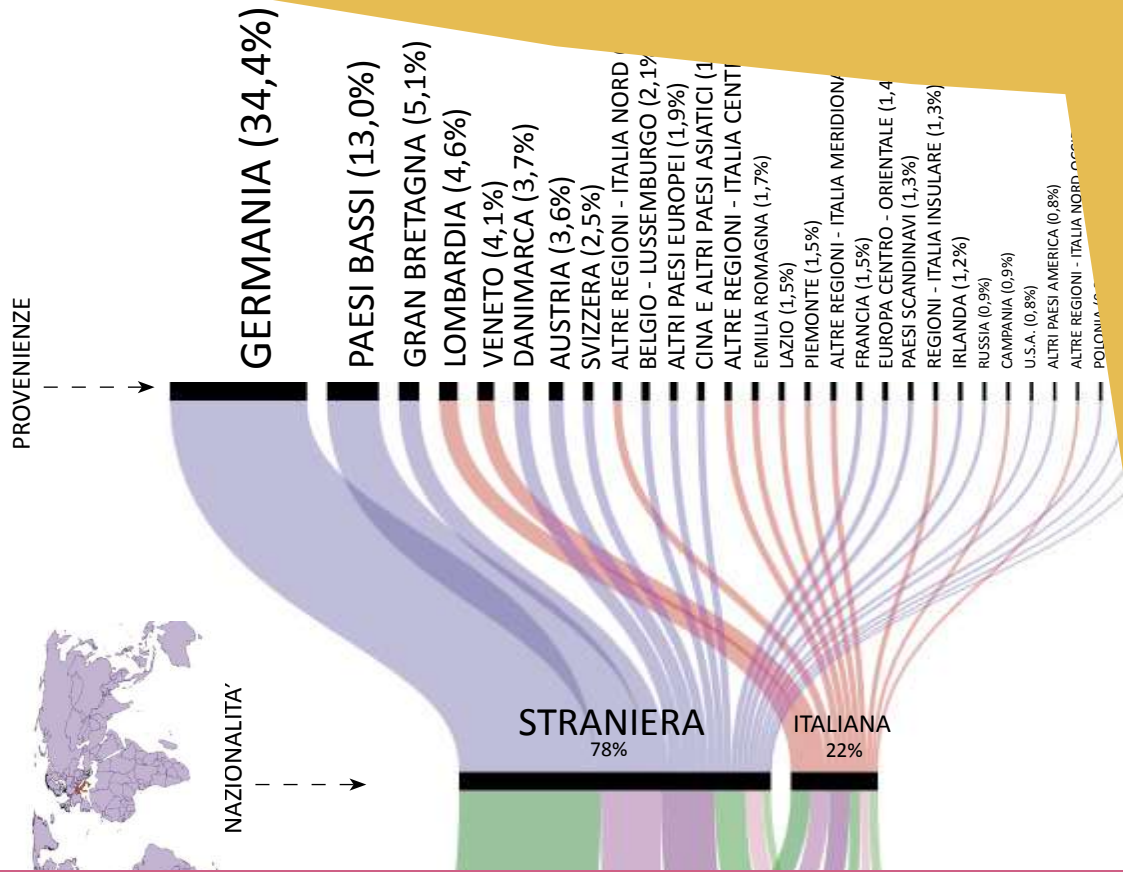 PROVENIENZE
GERMANIA (34,4%)
PAESI BASSI (13,0%)
GRAN BRETAGNA (5,1%)
LOMBARDIA (4,6%)
VENETO (4,1%)
DANIMARCA (3,7%)
AUSTRIA (3,6%)
SVIZZERA (2,5%)
ALTRE REGIONI - ITALIA NORD
BELGIO - LUSSEMBURGO (2,1%
ALTRI PAESI EUROPEI (1,9%)
CINA E ALTRI PAESI ASIATICI (1
ALTRE REGIONI - ITALIA CENT
EMILIA ROMAGNA (1,7%)
LAZIO (1,5%)
PIEMONTE (1,5%)
ALTRE REGIONI - ITALIA MERIDIONA
FRANCIA (1,5%)
EUROPA CENTRO - ORIENTALE (1,4
PAESI SCANDINAVI (1,3%)
REGIONI - ITALIA INSULARE (1,3%)
IRLANDA (1,2%)
RUSSIA (0,9%)
CAMPANIA (0,9%)
U.S.A. (0,8%)
ALTRI PAESI AMERICA (0,8%)
ALTRE REGIONI - ITALIA NORD
POLONIA
NAZIONALITA'
STRANIERA
78%
ITALIANA
22%